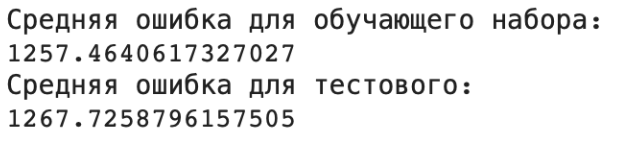 Средняя ошибка для обучающего набора:
1257.4640617327027
Средняя ошибка для тестового:
1267.7258796157505